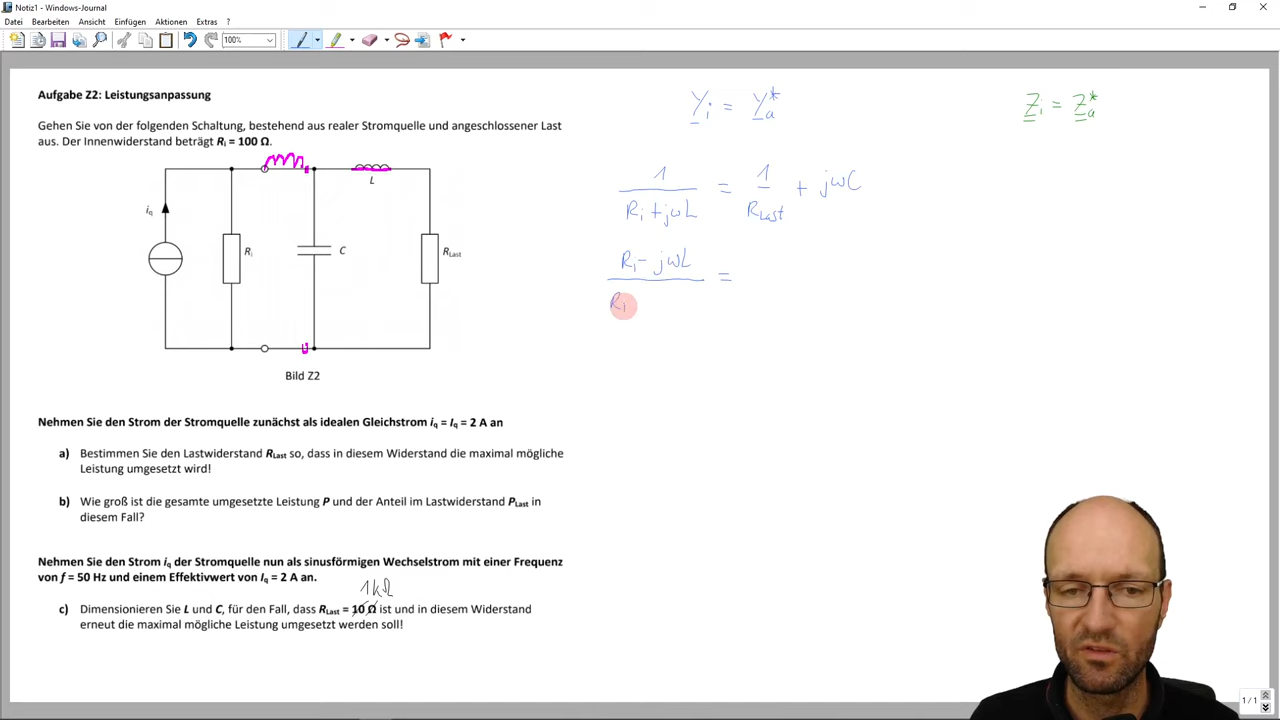 Notiz1 - Windows-Journal
Datei Bearbeiten Ansicht Einfügen Aktionen Extras ?
100%
Aufgabe Z2: Leistungsanpassung
Gehen Sie von der folgenden Schaltung, bestehend aus realer Stromquelle und angeschlossener Last
aus. Der Innenwiderstand beträgt Ri = 100 Ω.
iq
Ri
C
L
RLast
Bild Z2
Nehmen Sie den Strom der Stromquelle zunächst als idealen Gleichstrom iq = Iq = 2 A an
a) Bestimmen Sie den Lastwiderstand RLast so, dass in diesem Widerstand die maximal mögliche
Leistung umgesetzt wird!
b) Wie groß ist die gesamte umgesetzte Leistung P und der Anteil im Lastwiderstand PLast in
diesem Fall?
Nehmen Sie den Strom iq der Stromquelle nun als sinusförmigen Wechselstrom mit einer Frequenz
von f = 50 Hz und einem Effektivwert von Iq = 2 A an.
1kΩ
c) Dimensionieren Sie L und C, für den Fall, dass RLast = 10 Ω ist und in diesem Widerstand
erneut die maximal mögliche Leistung umgesetzt werden soll!
Yi = Ya*
Zi = Za*
1 / (Ri + jωL) = 1 / RLast + jωC
Ri - jωL =
Ri
1/1